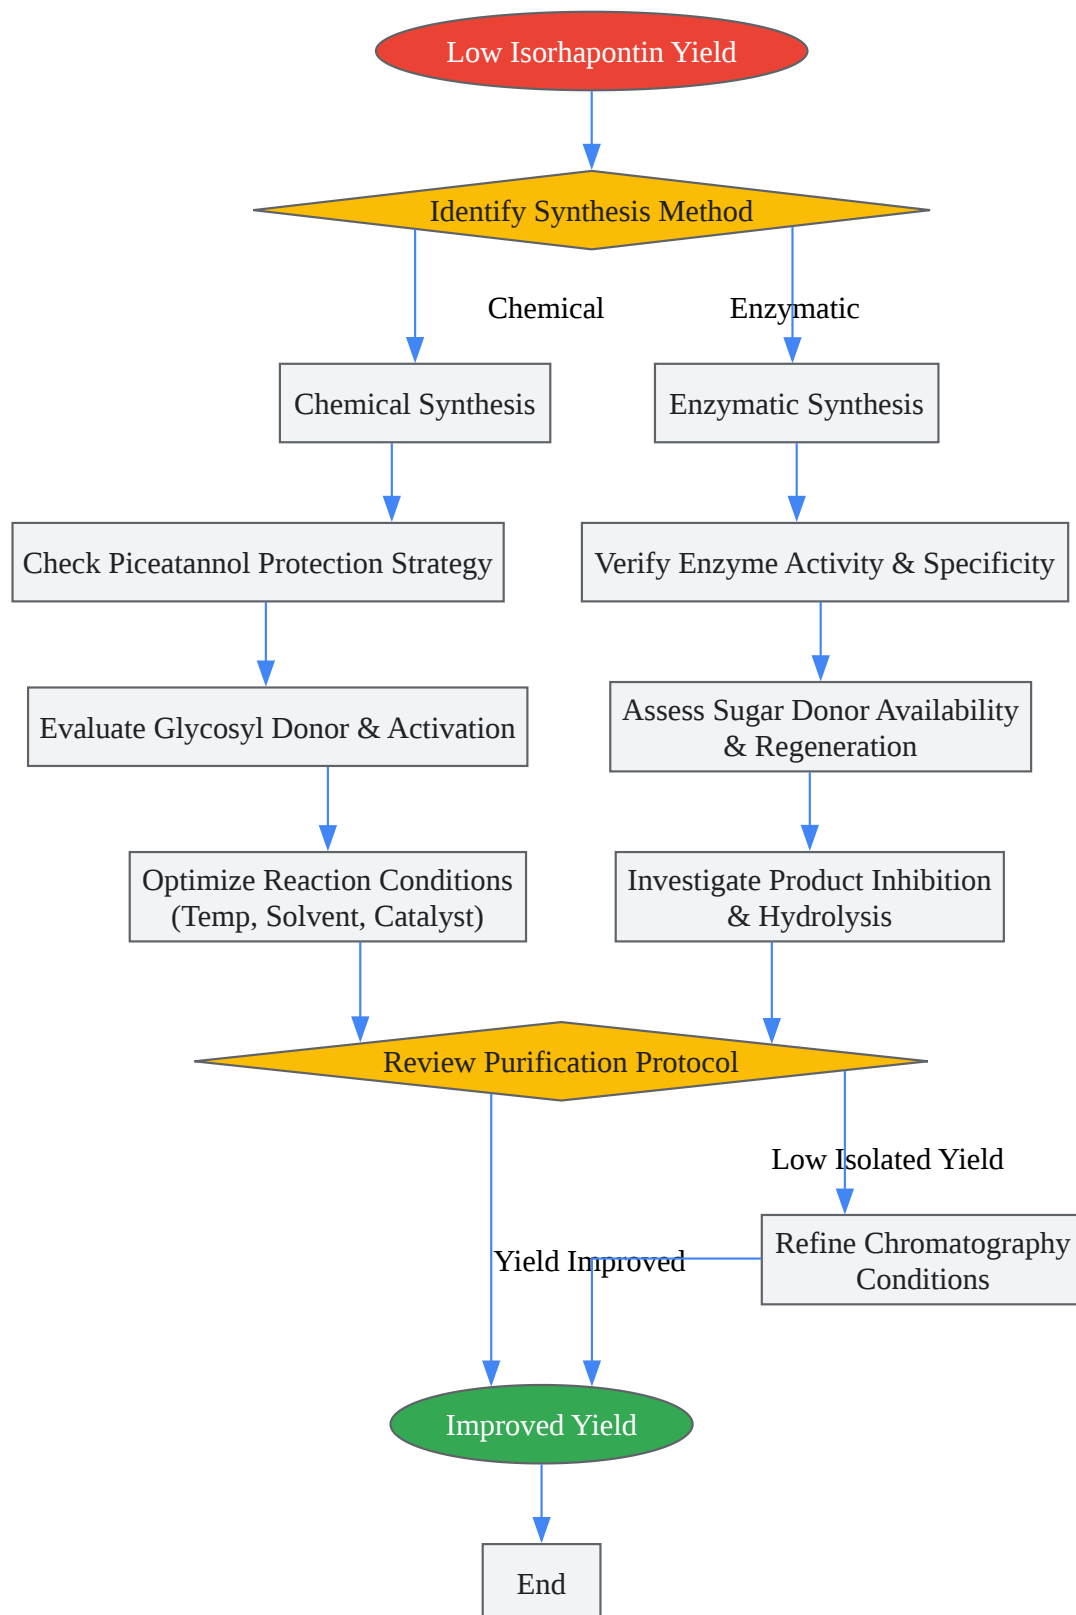 Low Isorhapontin Yield
Identify Synthesis Method
Chemical
Enzymatic
Chemical Synthesis
Enzymatic Synthesis
Check Piceatannol Protection Strategy
Verify Enzyme Activity & Specificity
Evaluate Glycosyl Donor & Activation
Assess Sugar Donor Availability
& Regeneration
Optimize Reaction Conditions
(Temp, Solvent, Catalyst)
Investigate Product Inhibition
& Hydrolysis
Review Purification Protocol
Low Isolated Yield
Refine Chromatography
Conditions
Yield Improved
Improved Yield
End